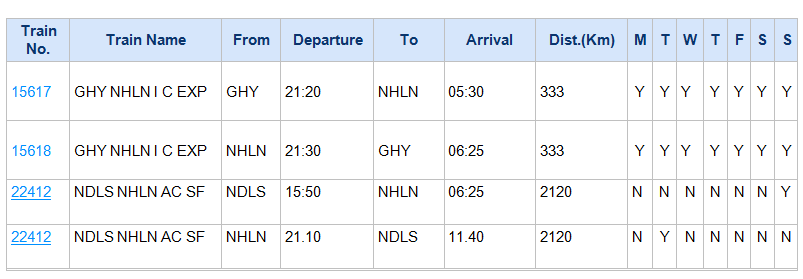 Train No. Train Name From Departure To Arrival Dist.(Km) M T W T F S S
15617 GHY NHLN I C EXP GHY 21:20 NHLN 05:30 333 Y Y Y Y Y Y Y
15618 GHY NHLN I C EXP NHLN 21:30 GHY 06:25 333 Y Y Y Y Y Y Y
22412 NDLS NHLN AC SF NDLS 15:50 NHLN 06:25 2120 N N N N N N Y
22412 NDLS NHLN AC SF NHLN 21.10 NDLS 11.40 2120 N Y N N N N N